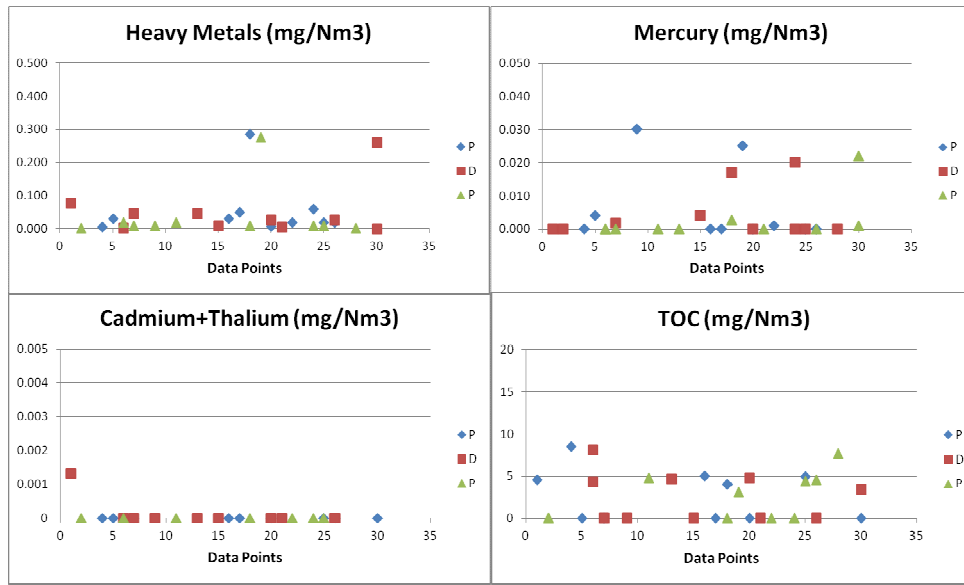 Heavy Metals (mg/Nm3)
0.500
0.400
0.300
0.200
0.100
0.000
0 5 10 15 20 25 30 35
Data Points
P
D
P
Mercury (mg/Nm3)
0.050
0.040
0.030
0.020
0.010
0.000
0 5 10 15 20 25 30 35
Data Points
P
D
P
Cadmium+Thalium (mg/Nm3)
0.005
0.004
0.003
0.002
0.001
0
0 5 10 15 20 25 30 35
Data Points
P
D
P
TOC (mg/Nm3)
20
15
10
5
0
0 5 10 15 20 25 30 35
Data Points
P
D
P